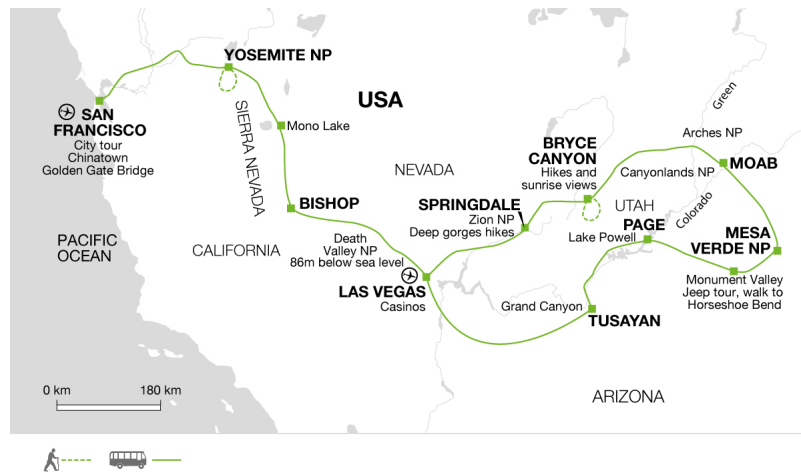 YOSEMITE NP
USA
SAN
FRANCISCO
City tour
Chinatown
Golden Gate Bridge
SIERRA NEVADA
Mono Lake
NEVADA
BISHOP
CALIFORNIA
PACIFIC
OCEAN
Death
Valley NP
86m below sea level
LAS VEGAS
Casinos
SPRINGDALE
Zion NP
Deep gorges hikes
BRYCE
CANYON
Hikes and
sunrise views
Green
Arches NP
Canyonlands NP
MOAB
UTAH
Colorado
PAGE
Lake Powell
MESA
VERDE NP
Monument Valley
Jeep tour, walk to
Horseshoe Bend
Grand Canyon
TUSAYAN
ARIZONA
0 km
180 km